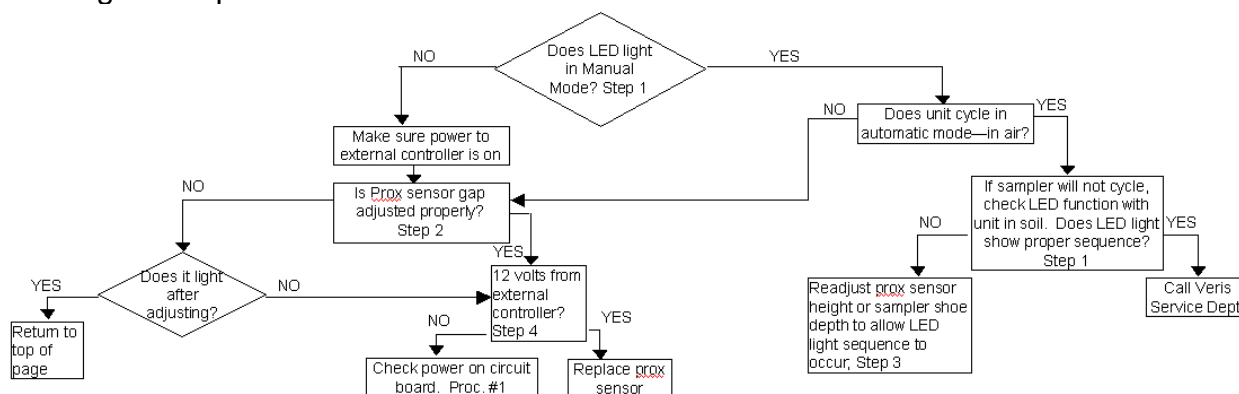 Does LED light
in Manual
Mode? Step 1
NO
YES
Make sure power to
external controller is on
NO
Does unit cycle in
automatic mode—in air?
YES
NO
Is Prox sensor gap
adjusted properly?
Step 2
YES
If sampler will not cycle,
check LED function with
unit in soil. Does LED light
show proper sequence?
Step 1
NO
YES
Does it light
after
adjusting?
YES
NO
12 volts from
external
controller?
Step 4
NO
YES
Readjust prox sensor
height or sampler shoe
depth to allow LED
light sequence to
occur, Step 3
Call Veris
Service Dept
Return to
top of
page
Check power on circuit
board. Proc. #1
Replace prox
sensor